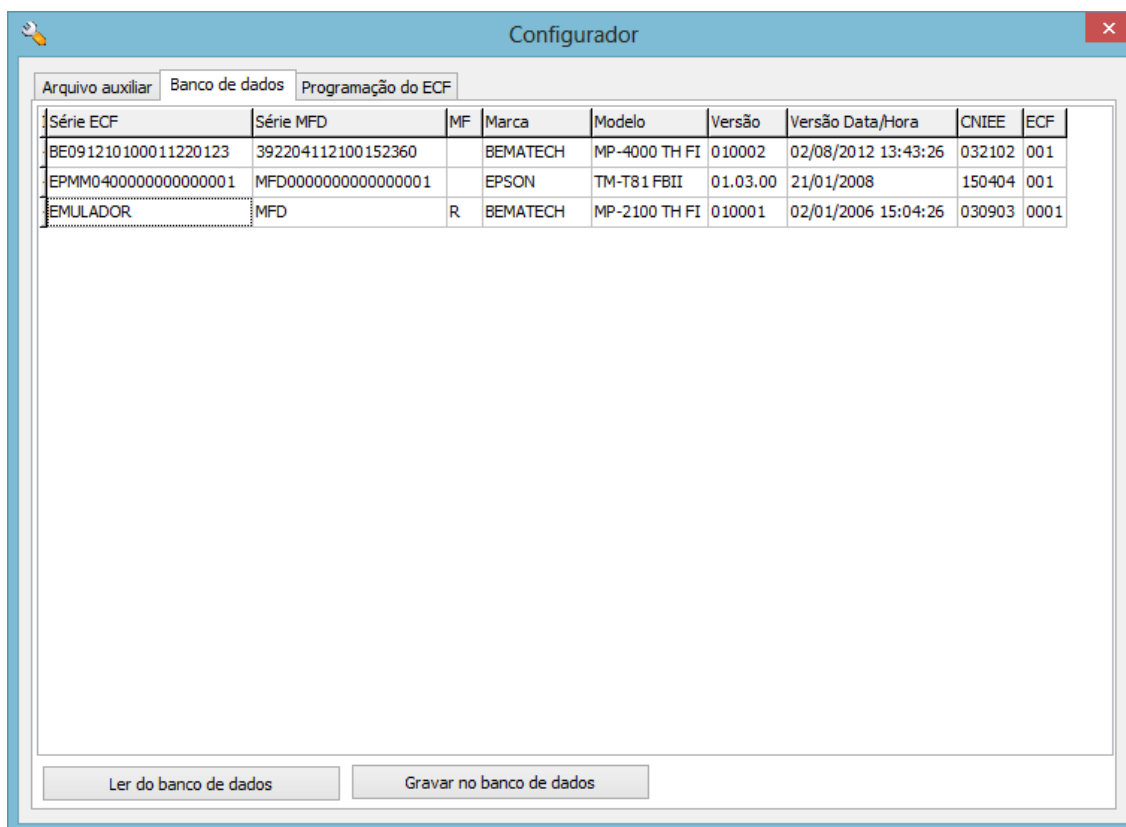 Configurador
Arquivo auxiliar Banco de dados Programação do ECF
Série ECF Série MFD MF Marca Modelo Versão Versão Data/Hora CNIEE ECF
BE091210100011220123 392204112100152360 BEMATECH MP-4000 TH FI 010002 02/08/2012 13:43:26 032102 001
EPMM0400000000000001 MFD0000000000000001 EPSON TM-T81 FBII 01.03.00 21/01/2008 150404 001
EMULADOR MFD R BEMATECH MP-2100 TH FI 010001 02/01/2006 15:04:26 030903 0001
Ler do banco de dados Gravar no banco de dados